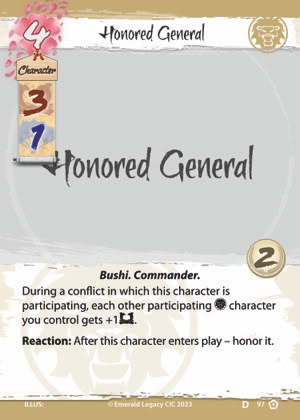 4
Honored General
Character
3
1
Honored General
2
Bushi. Commander.
During a conflict in which this character is
participating, each other participating character
you control gets +1.
Reaction: After this character enters play – honor it.
ILLUS:
© Emerald Legacy CIC 2023
D 97